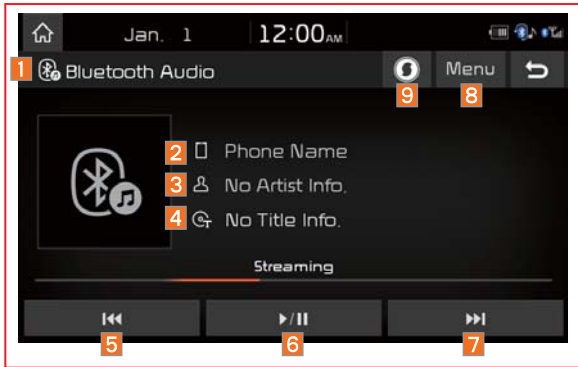 Jan. 1 12:00AM
1 Bluetooth Audio 9 Menu 8
2 Phone Name
3 No Artist Info.
4 No Title Info.
Streaming
5 6 7